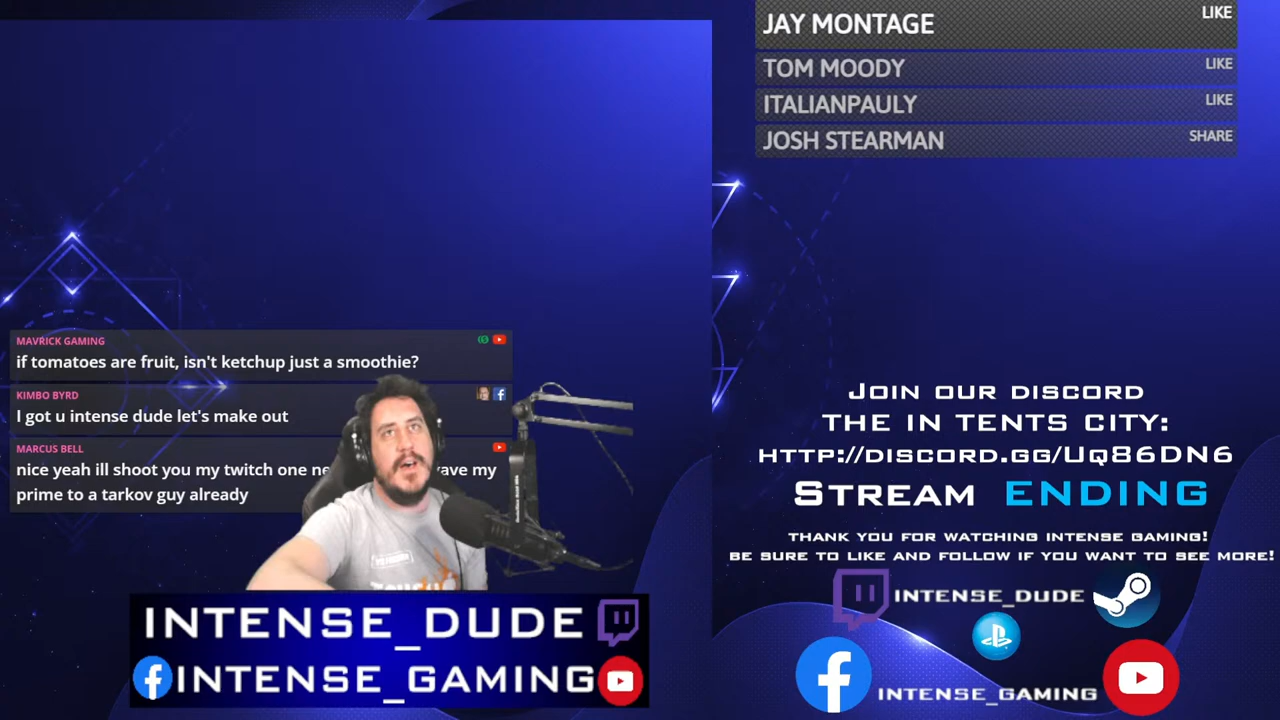 JAY MONTAGE LIKE
TOM MOODY LIKE
ITALIANPAULY LIKE
JOSH STEARMAN SHARE
MAVRICK GAMING
if tomatoes are fruit, isn't ketchup just a smoothie?
KIMBO BYRD
I got u intense dude let's make out
MARCUS BELL
nice yeah ill shoot you my twitch one ave my
prime to a tarkov guy already
JOIN OUR DISCORD
THE IN TENTS CITY:
HTTP://DISCORD.GG/UQ86DN6
STREAM ENDING
THANK YOU FOR WATCHING INTENSE GAMING!
BE SURE TO LIKE AND FOLLOW IF YOU WANT TO SEE MORE!
INTENSE_DUDE
INTENSE_GAMING
INTENSE_DUDE
INTENSE_GAMING